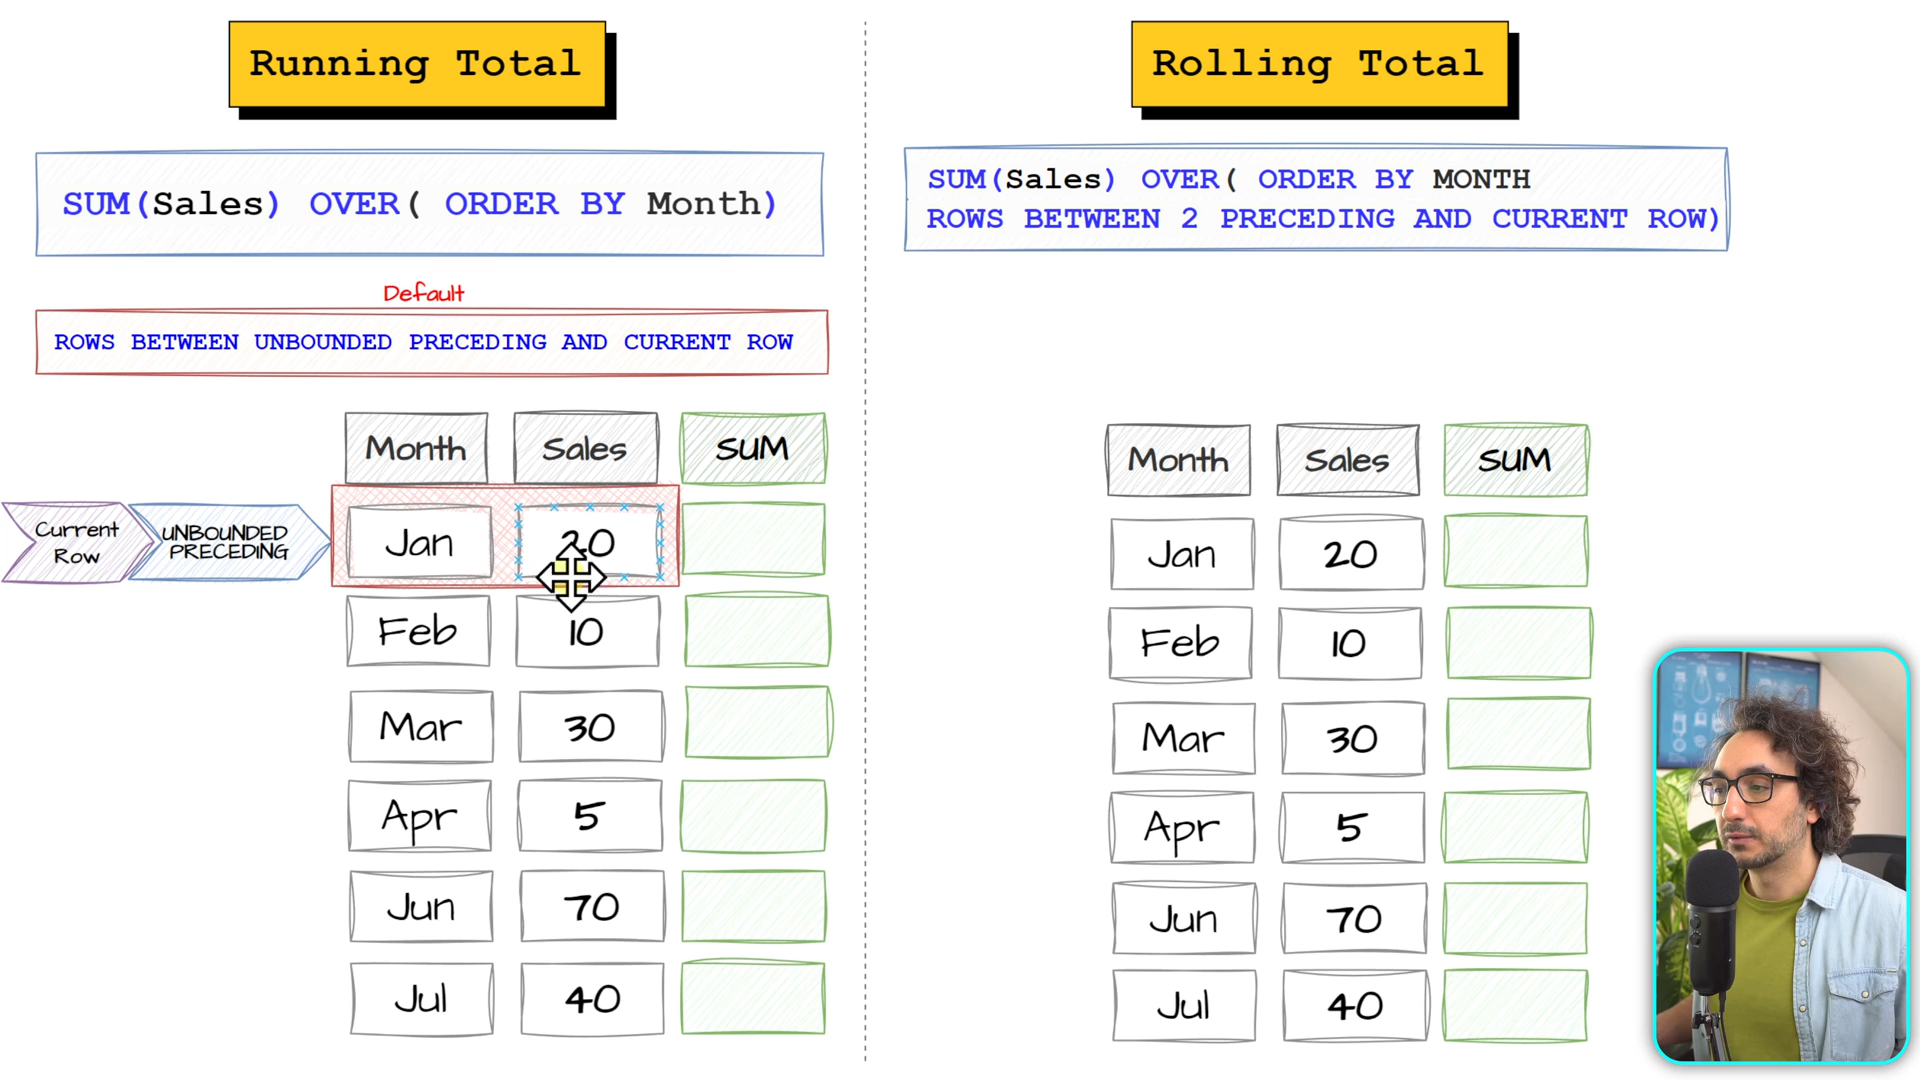 Running Total
SUM(Sales) OVER( ORDER BY Month)
Default
ROWS BETWEEN UNBOUNDED PRECEDING AND CURRENT ROW
Month Sales SUM
Current Row
UNBOUNDED PRECEDING
Jan 20
Feb 10
Mar 30
Apr 5
Jun 70
Jul 40
Rolling Total
SUM(Sales) OVER( ORDER BY MONTH
ROWS BETWEEN 2 PRECEDING AND CURRENT ROW)
Month Sales SUM
Jan 20
Feb 10
Mar 30
Apr 5
Jun 70
Jul 40